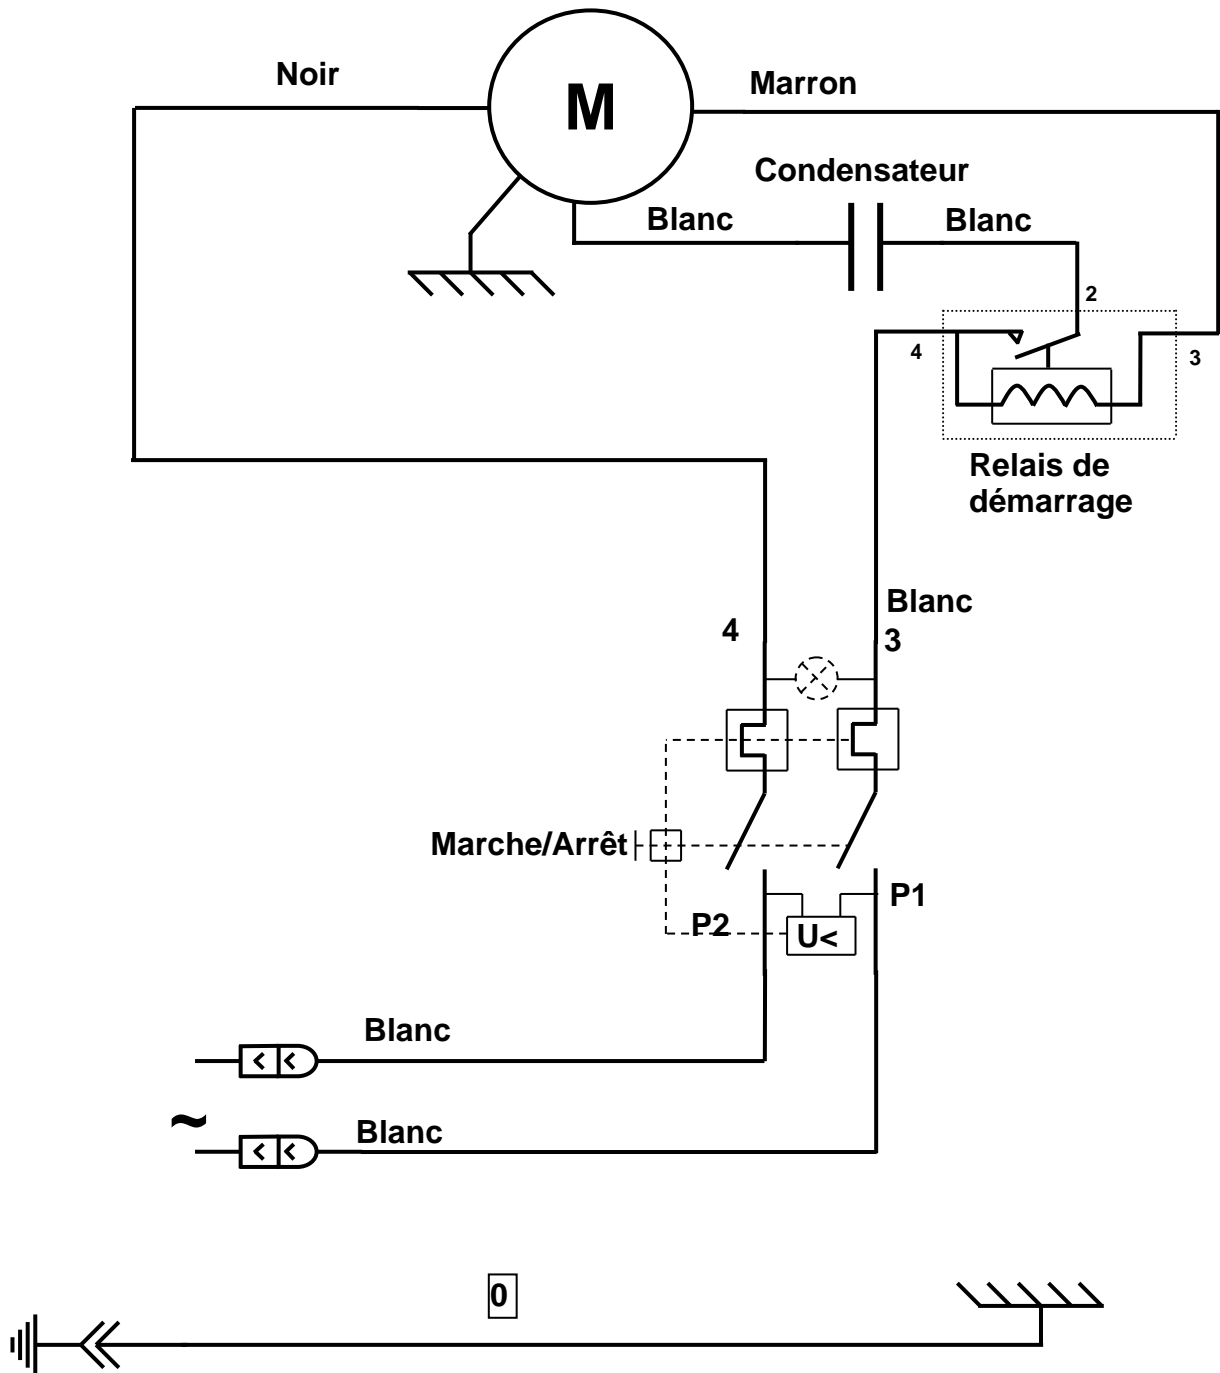 Noir
M
Marron
Condensateur
Blanc
Blanc
2
4
3
Relais de
démarrage
Blanc
4
3
Marche/Arrêt
P1
P2
U<
Blanc
~
Blanc
0